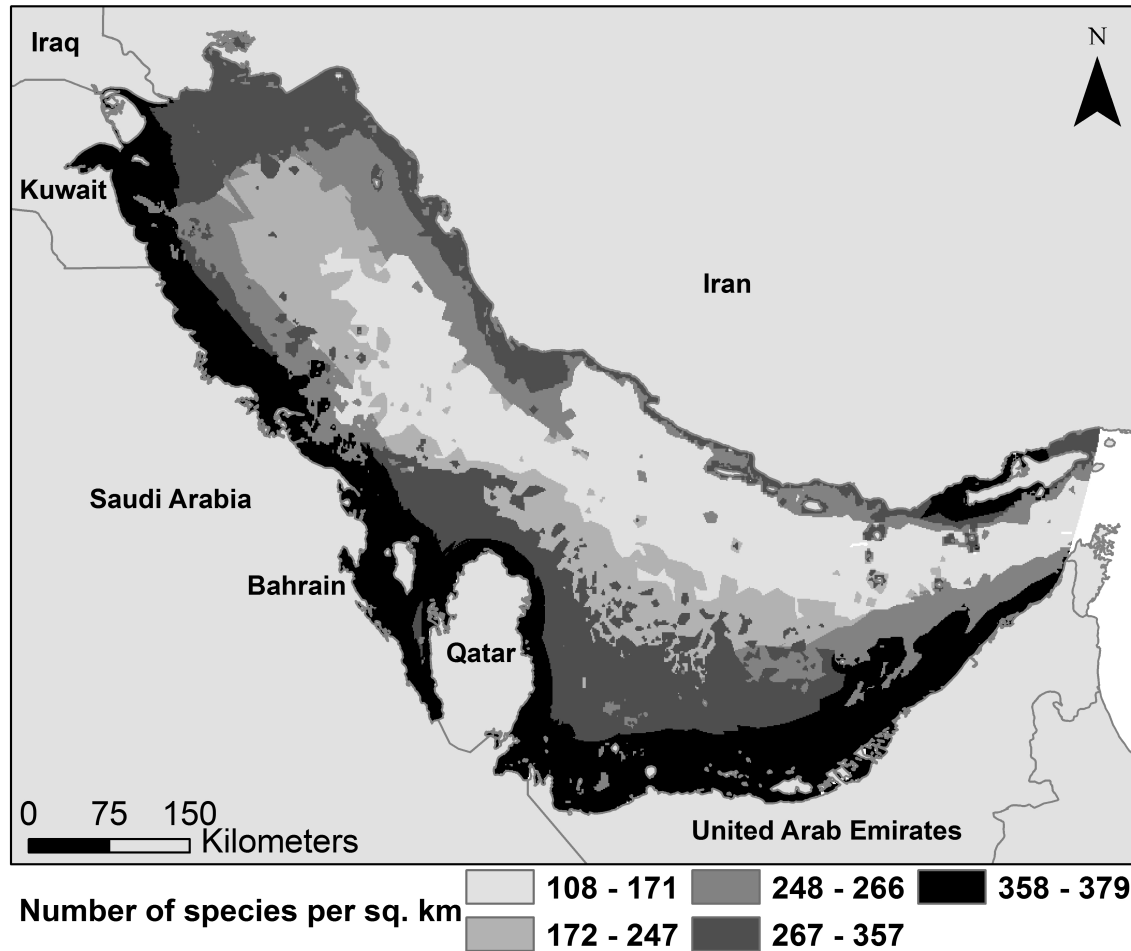 N
Iraq
Kuwait
Iran
Saudi Arabia
Bahrain
Qatar
United Arab Emirates
0 75 150
Kilometers
Number of species per sq. km
108 - 171
248 - 266
358 - 379
172 - 247
267 - 357